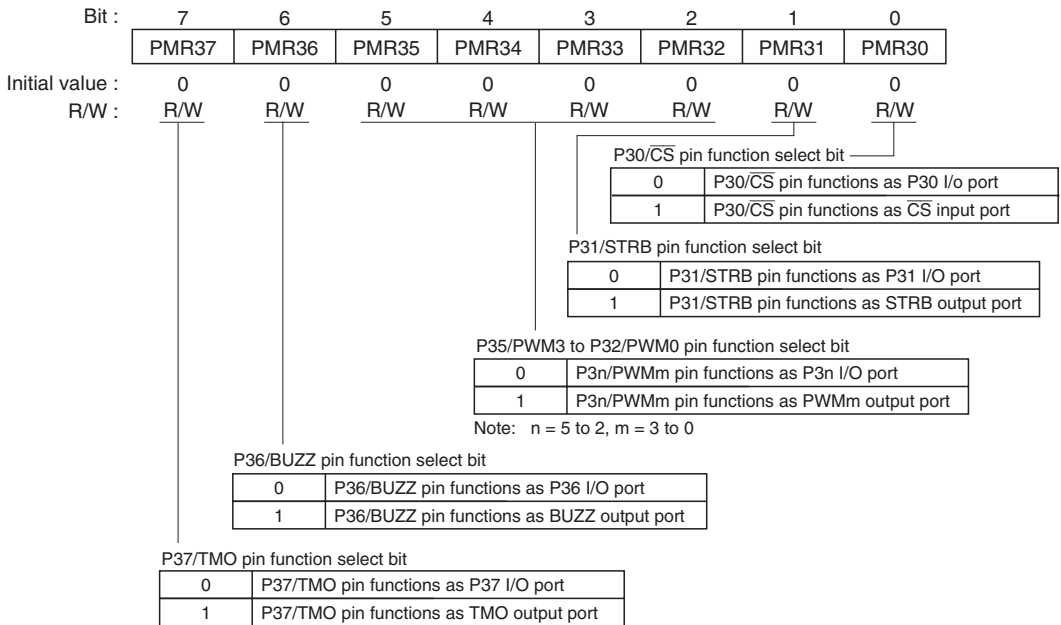 Bit : 7 6 5 4 3 2 1 0
PMR37 PMR36 PMR35 PMR34 PMR33 PMR32 PMR31 PMR30
Initial value : 0 0 0 0 0 0 0 0
R/W : R/W R/W R/W R/W R/W R/W R/W R/W
P30/C̅S̅ pin function select bit
0 P30/C̅S̅ pin functions as P30 I/o port
1 P30/C̅S̅ pin functions as C̅S̅ input port
P31/STRB pin function select bit
0 P31/STRB pin functions as P31 I/O port
1 P31/STRB pin functions as STRB output port
P35/PWM3 to P32/PWM0 pin function select bit
0 P3n/PWMm pin functions as P3n I/O port
1 P3n/PWMm pin functions as PWMm output port
Note: n = 5 to 2, m = 3 to 0
P36/BUZZ pin function select bit
0 P36/BUZZ pin functions as P36 I/O port
1 P36/BUZZ pin functions as BUZZ output port
P37/TMO pin function select bit
0 P37/TMO pin functions as P37 I/O port
1 P37/TMO pin functions as TMO output port